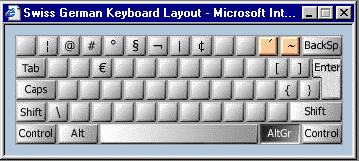 Swiss German Keyboard Layout - Microsoft Int...
¦ @ # ° § ¬ | ¢ ´ ~ BackSp
Tab € [ ] Enter
Caps { }
Shift \ Shift
Control Alt AltGr Control